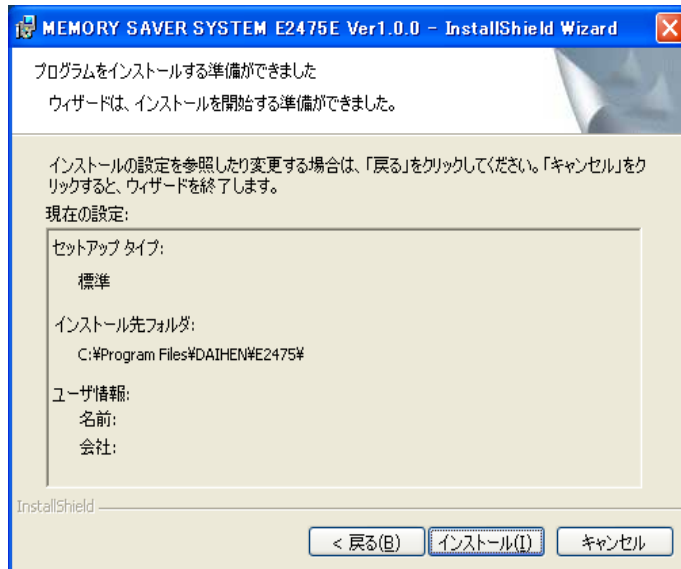 MEMORY SAVER SYSTEM E2475E Ver1.0.0 - InstallShield Wizard
プログラムをインストールする準備ができました
ウィザードは、インストールを開始する準備ができました。
インストールの設定を参照したり変更する場合は、「戻る」をクリックしてください。「キャンセル」をク
リックすると、ウィザードを終了します。
現在の設定:
セットアップ タイプ:
標準
インストール先フォルダ:
C:¥Program Files¥DAIHEN¥E2475¥
ユーザ情報:
名前:
会社:
InstallShield
< 戻る(B) インストール(I) キャンセル